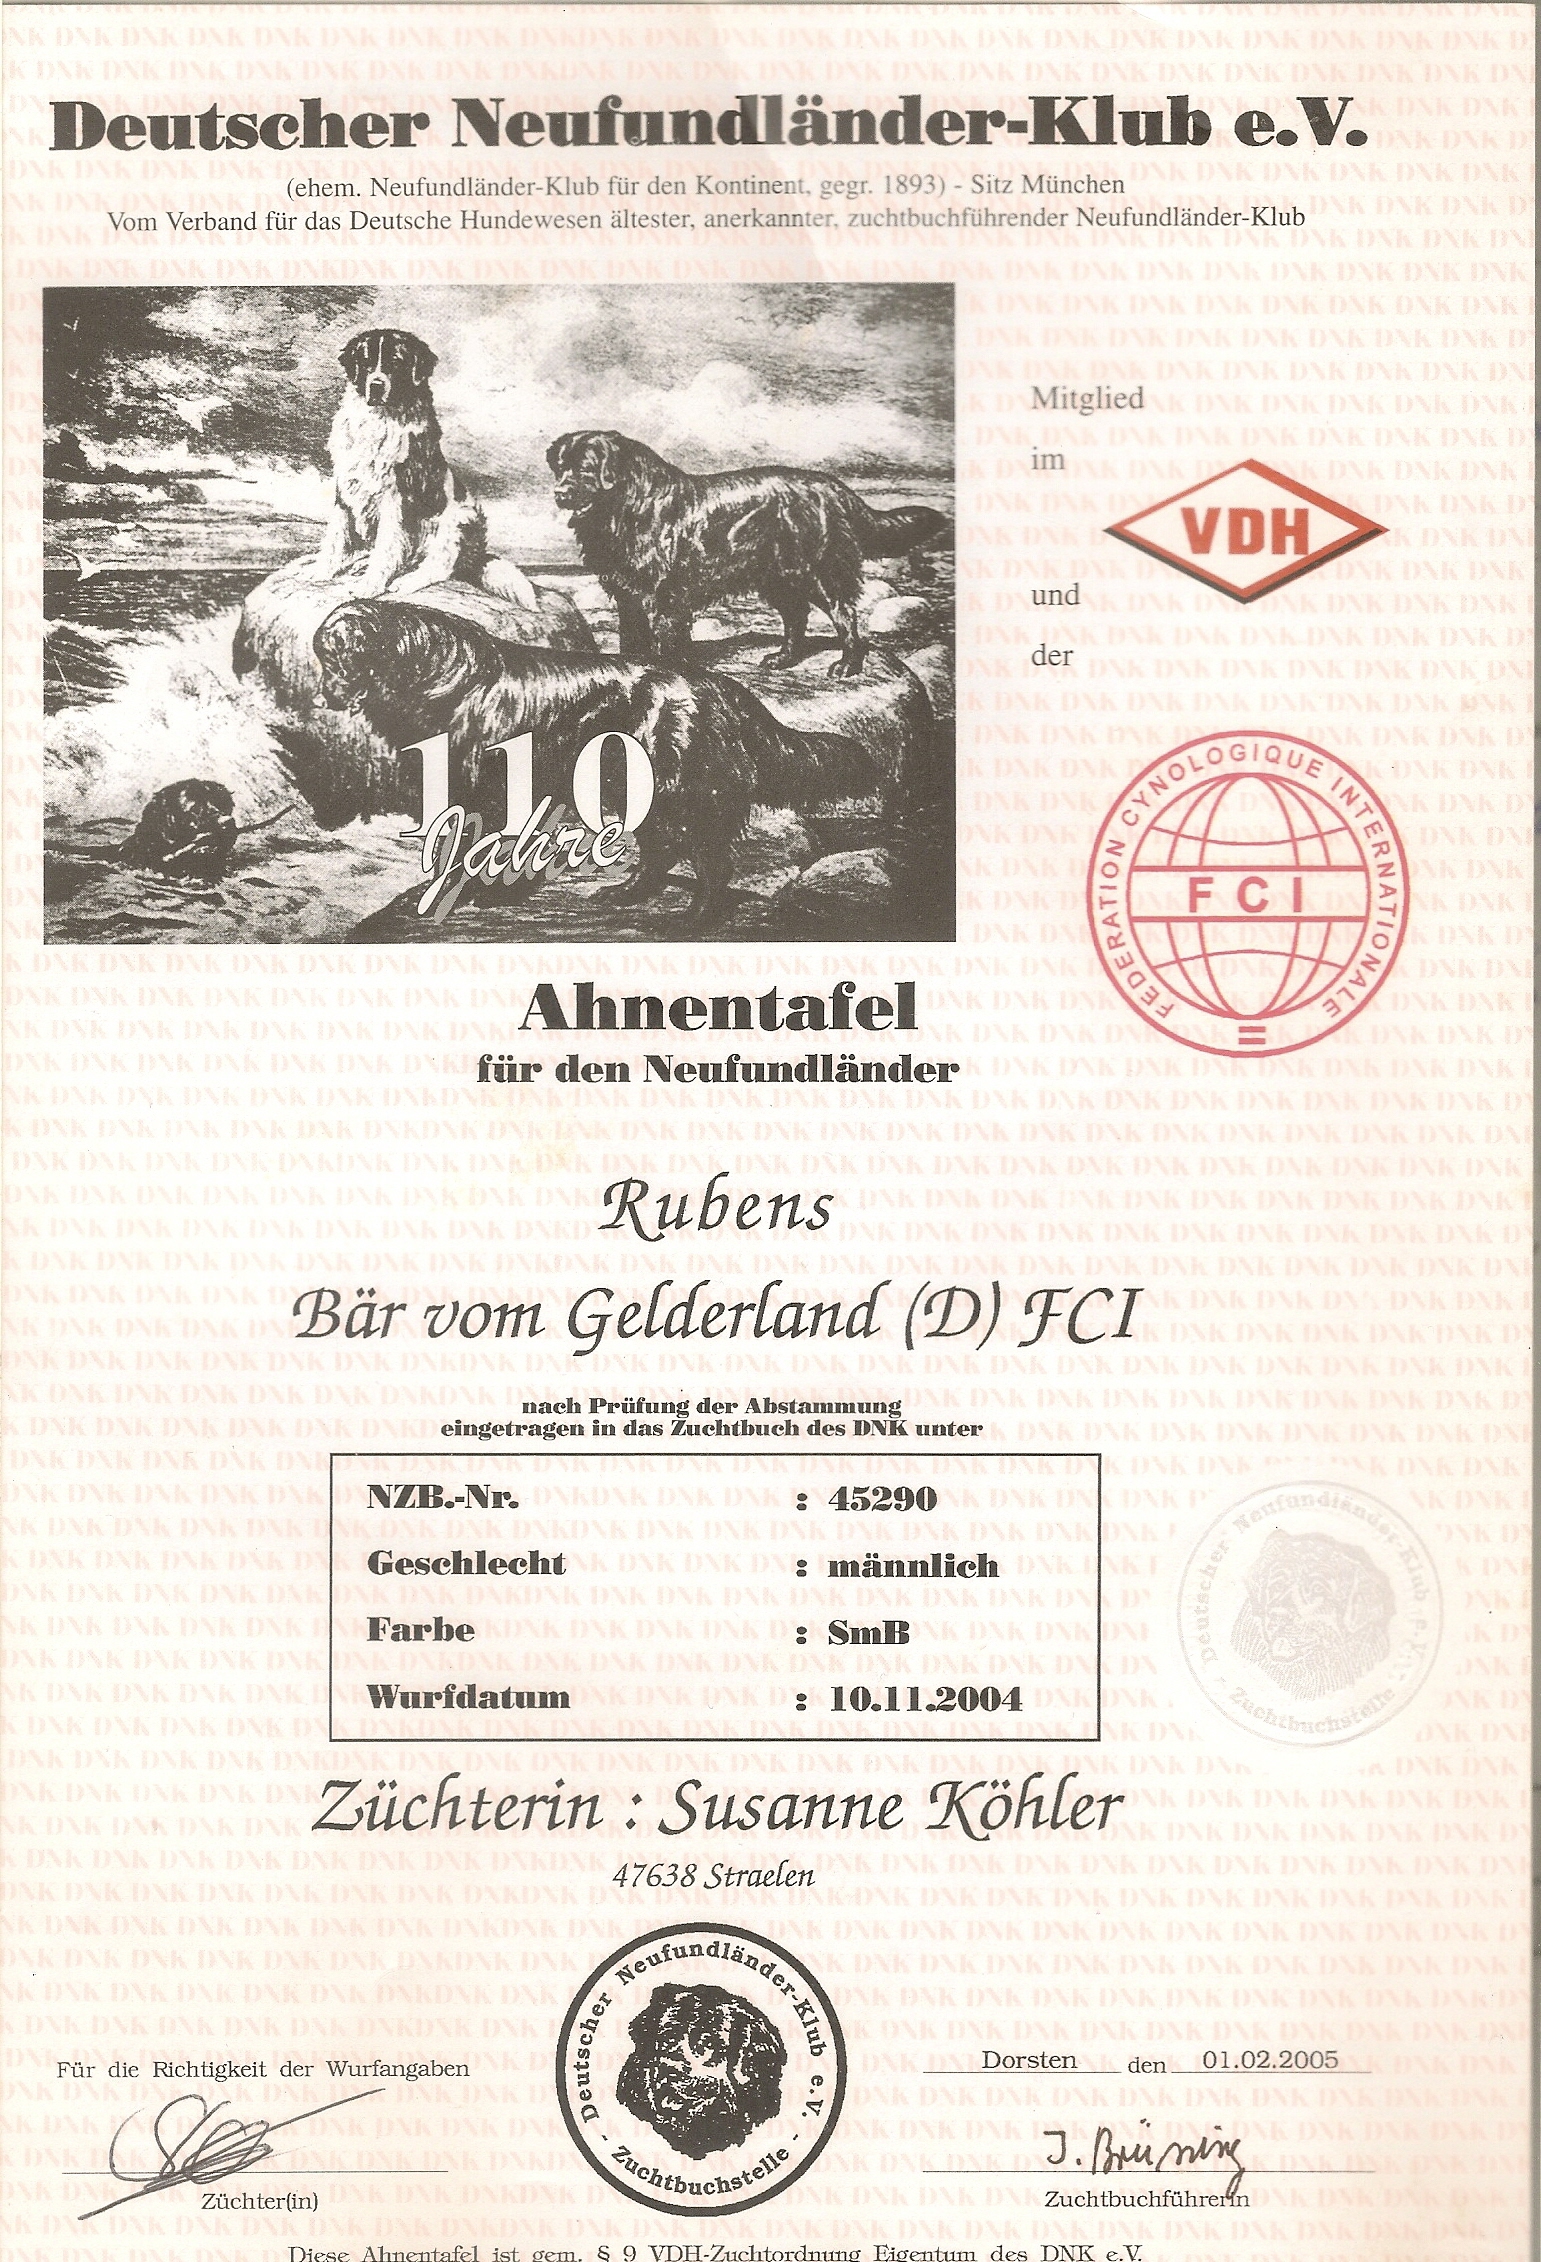 Deutscher Neufundländer-Klub e.V.
(ehem. Neufundländer-Klub für den Kontinent, gegr. 1893) - Sitz München
Vom Verband für das Deutsche Hundewesen ältester, anerkannter, zuchtbuchführender Neufundländer-Klub
110
Jahre
Mitglied
im
VDH
und
der
FEDERATION CYNOLOGIQUE INTERNATIONALE
FCI
Ahnentafel
für den Neufundländer
Rubens
Bär vom Gelderland (D) FCI
nach Prüfung der Abstammung
eingetragen in das Zuchtbuch des DNK unter
NZB.-Nr. : 45290
Geschlecht : männlich
Farbe : SmB
Wurfdatum : 10.11.2004
Deutscher Neufundländer-Klub e.V.
- Zuchtbuchstelle -
Züchterin : Susanne Köhler
47638 Straelen
Deutscher Neufundländer-Klub e.V.
- Zuchtbuchstelle -
Für die Richtigkeit der Wurfangaben
Züchter(in)
Dorsten den 01.02.2005
J. Brüning
Zuchtbuchführerin
Diese Ahnentafel ist gem. § 9 VDH-Zuchtordnung Eigentum des DNK e.V.